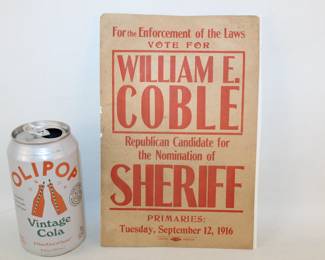 For the Enforcement of the Laws
VOTE FOR
WILLIAM E.
COBLE
Republican Candidate for
the Nomination of
SHERIFF
PRIMARIES:
Tuesday, September 12, 1916
OLIPOP
Vintage
Cola